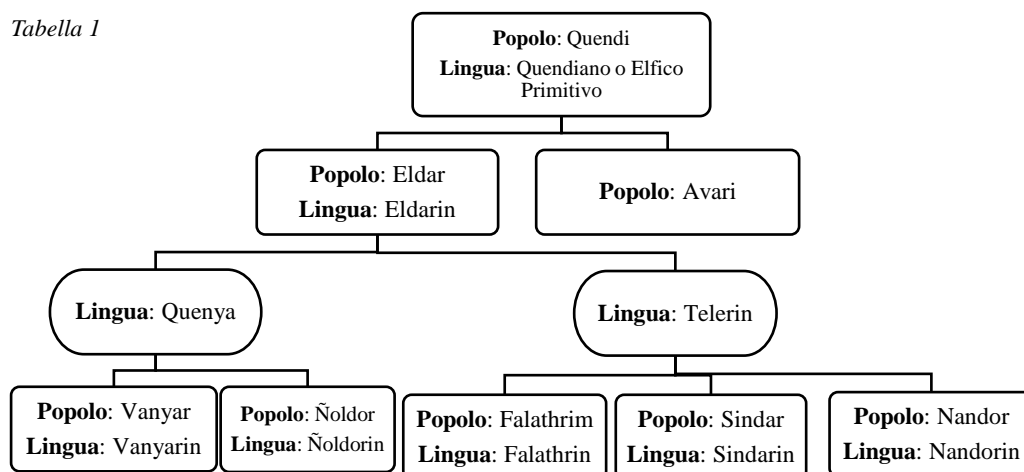 Tabella 1
Popolo: Quendi
Lingua: Quendiano o Elfico
Primitivo
Popolo: Eldar
Lingua: Eldarin
Popolo: Avari
Lingua: Quenya
Lingua: Telerin
Popolo: Vanyar
Lingua: Vanyarin
Popolo: Ñoldor
Lingua: Ñoldorin
Popolo: Falathrim
Lingua: Falathrin
Popolo: Sindar
Lingua: Sindarin
Popolo: Nandor
Lingua: Nandorin